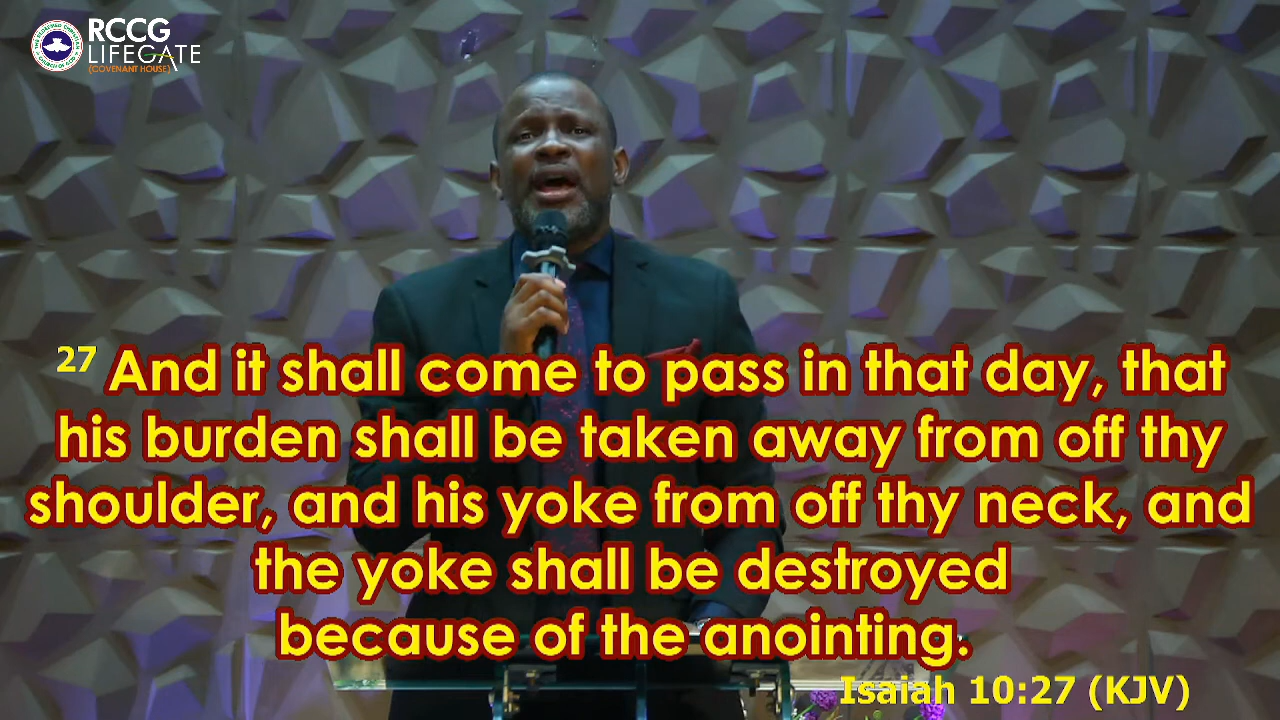 RCCG
LIFEGATE
(COVENANT HOUSE)
27 And it shall come to pass in that day, that
his burden shall be taken away from off thy
shoulder, and his yoke from off thy neck, and
the yoke shall be destroyed
because of the anointing.
Isaiah 10:27 (KJV)